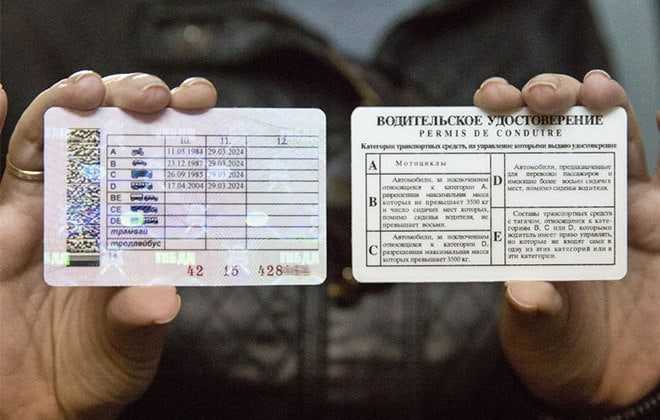 10. 11. 12.
A 11.05.1984 29.03.2024
B 23.12.1987 29.03.2024
C 26.09.1985 29.03.2024
D 17.04.2004 29.03.2024
BE
CE
DE
трамвай
троллейбус
14.
ГИБДД ГИБДД
42 15 428
ВОДИТЕЛЬСКОЕ УДОСТОВЕРЕНИЕ
PERMIS DE CONDUIRE
Категории транспортных средств, на управление которыми выдано удостоверение
A Мотоциклы
B Автомобили, за исключением
относящихся к категории A,
разрешенная максимальная масса
которых не превышает 3500 кг
и число сидячих мест которых,
помимо сиденья водителя, не
превышает восьми.
C Автомобили, за исключением
относящихся к категории D,
разрешенная максимальная масса
которых превышает 3500 кг.
D Автомобили, предназначенные
для перевозки пассажиров и
имеющие более восьми сидячих
мест, помимо сиденья водителя.
E Составы транспортных средств
с тягачом, относящимся к кате-
гориям B, C или D, которыми
водитель имеет право управлять,
но которые не входят сами в
одну из этих категорий или в
эти категории.